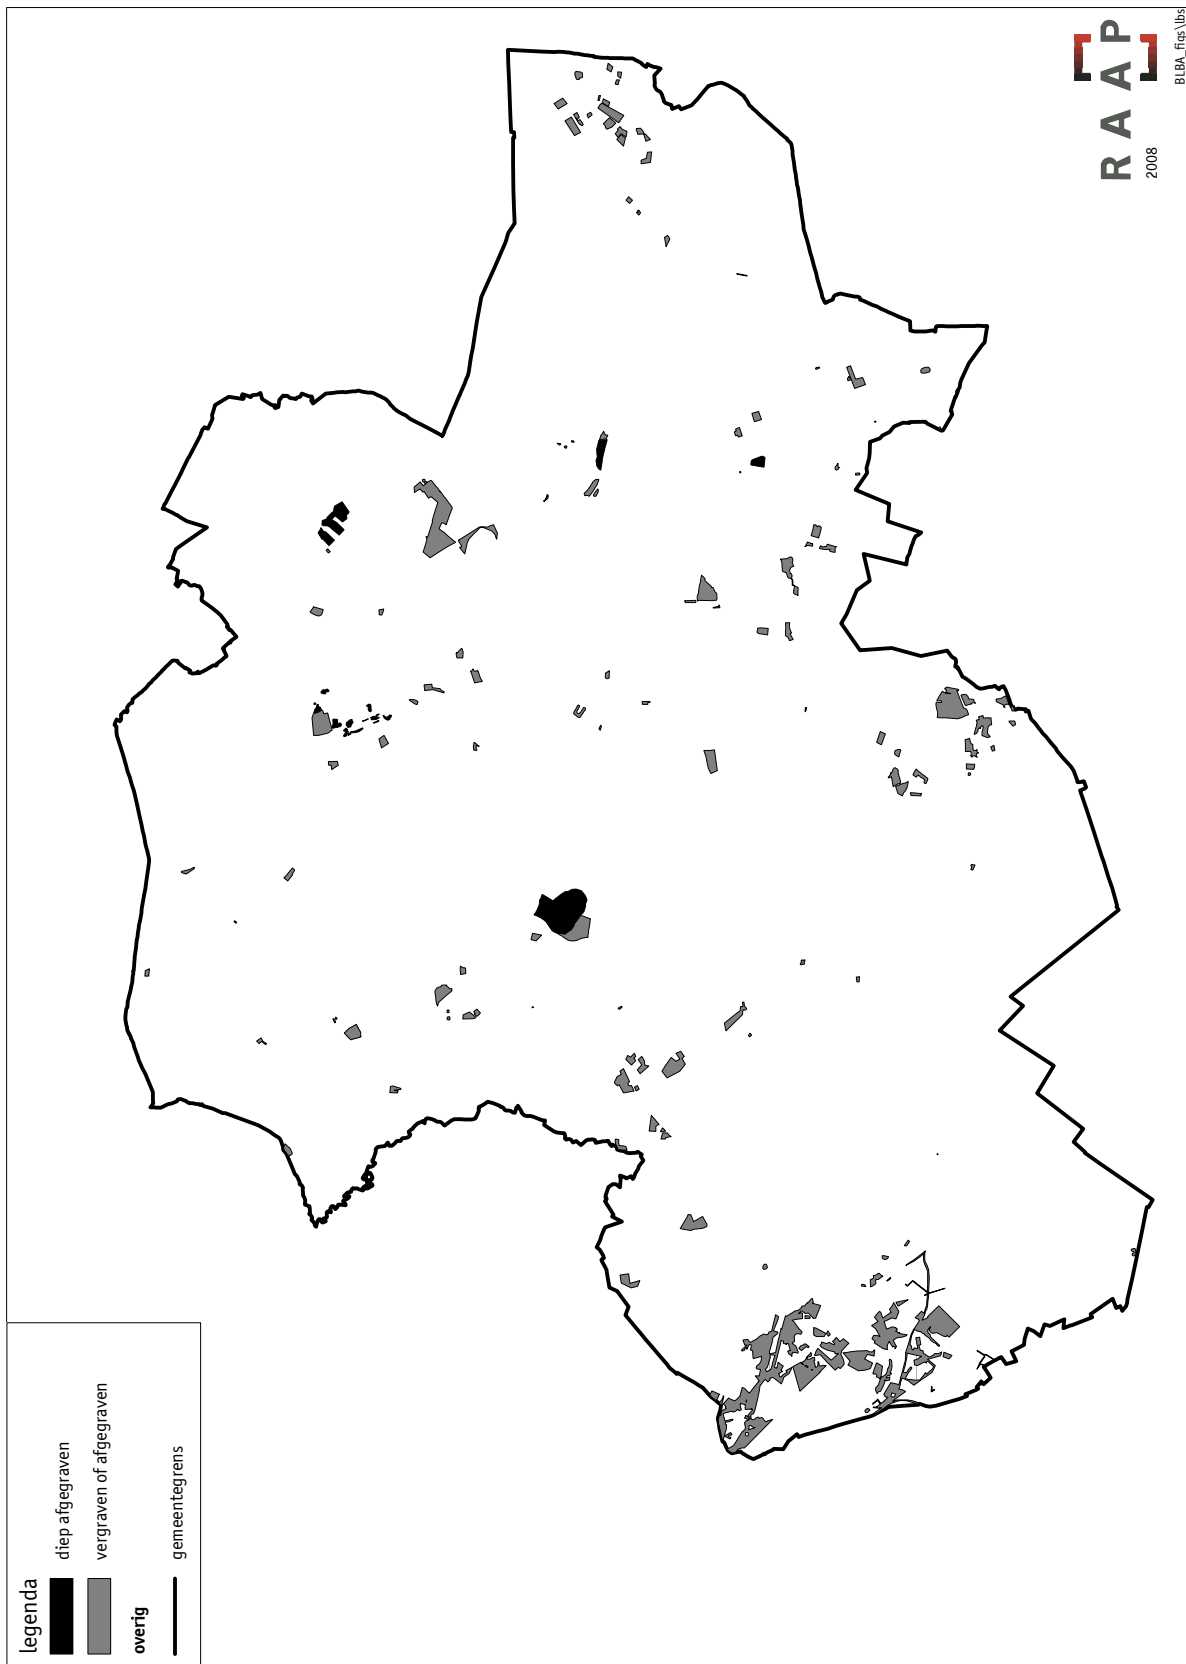 legenda
diep afgegraven
vergraven of afgegraven
overig
gemeentegrens
RAAP
2008
BLBA_figs\lbs